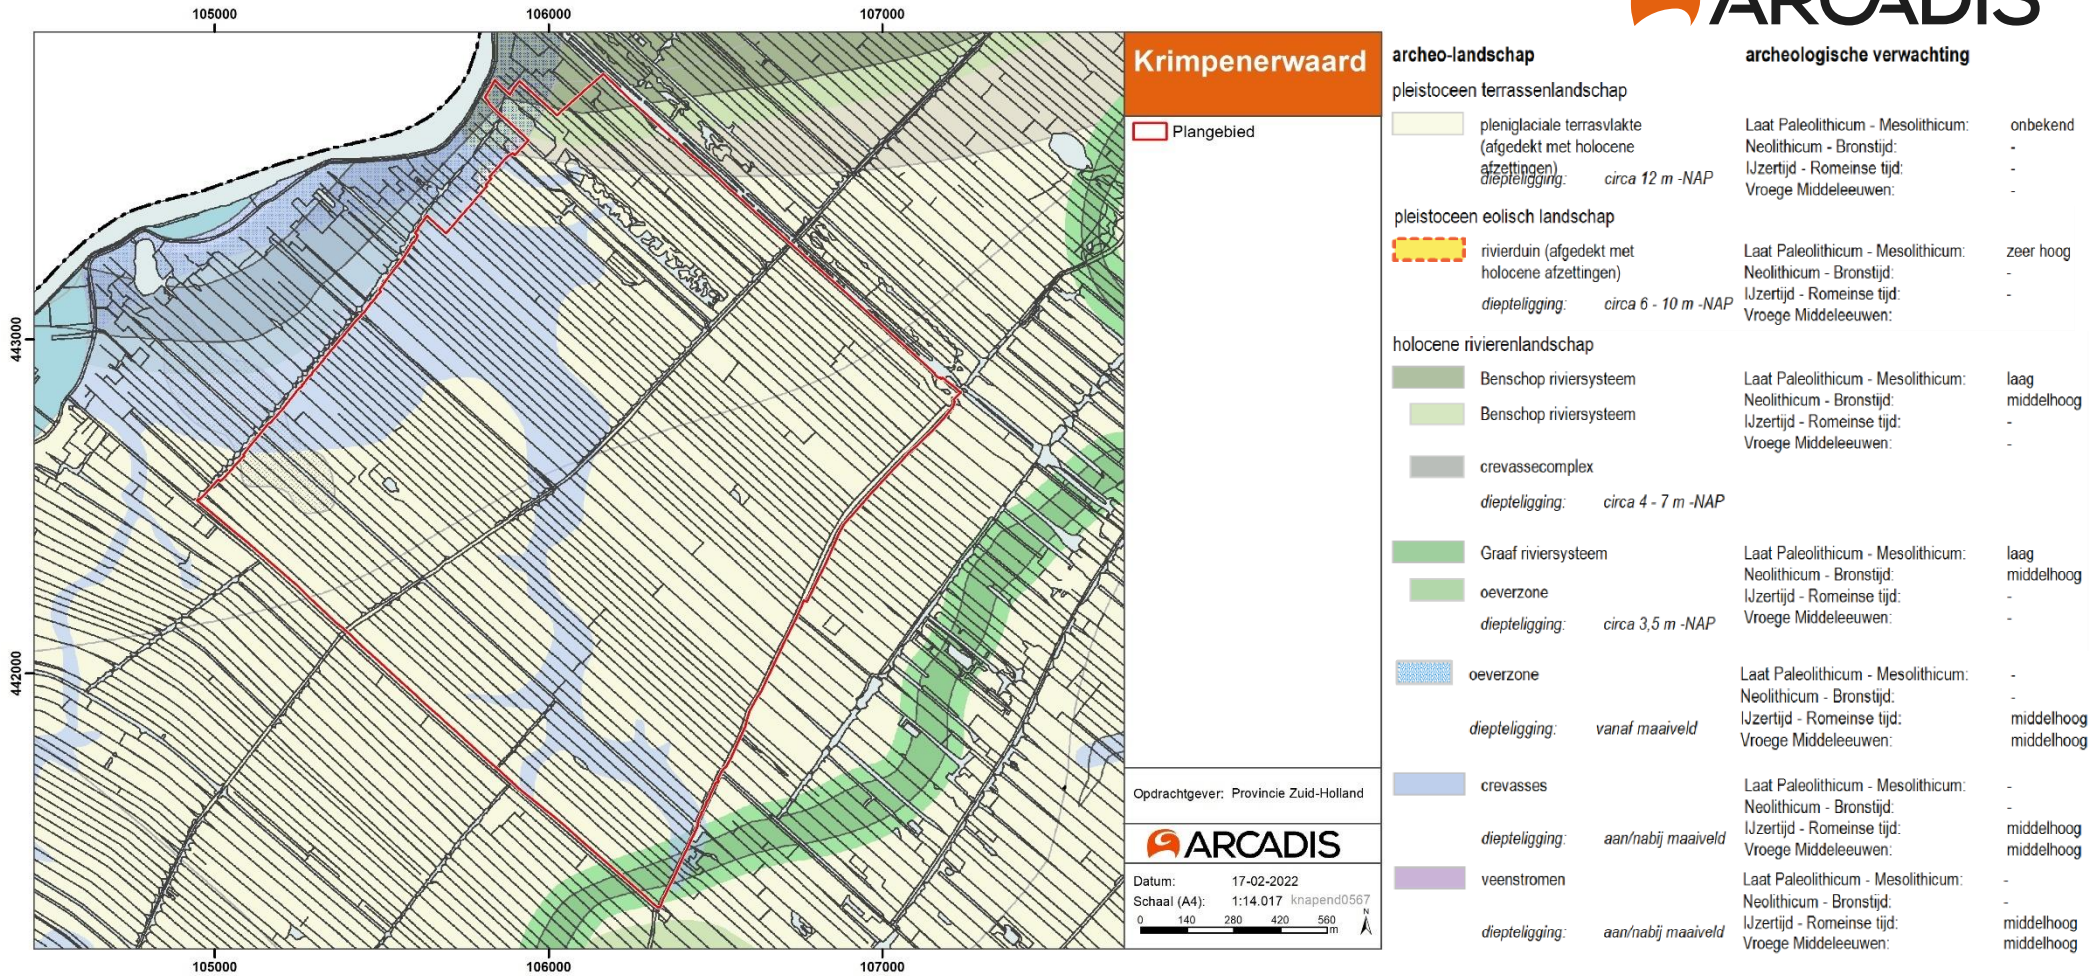 105000
106000
107000
443000
442000
105000
106000
107000
Krimpenerwaard
Plangebied
Opdrachtgever: Provincie Zuid-Holland
ARCADIS
Datum: 17-02-2022
Schaal (A4): 1:14.017 knapend0567
0 140 280 420 560
m
N
ARCADIS
archeo-landschap archeologische verwachting
pleistoceen terrassenlandschap
pleniglaciale terrasvlakte
(afgedekt met holocene
afzettingen)
diepteligging: circa 12 m -NAP
Laat Paleolithicum - Mesolithicum: onbekend
Neolithicum - Bronstijd: -
IJzertijd - Romeinse tijd: -
Vroege Middeleeuwen: -
pleistoceen eolisch landschap
rivierduin (afgedekt met
holocene afzettingen)
diepteligging: circa 6 - 10 m -NAP
Laat Paleolithicum - Mesolithicum: zeer hoog
Neolithicum - Bronstijd: -
IJzertijd - Romeinse tijd: -
Vroege Middeleeuwen:
holocene rivierenlandschap
Benschop riviersysteem
Benschop riviersysteem
crevassecomplex
diepteligging: circa 4 - 7 m -NAP
Laat Paleolithicum - Mesolithicum: laag
Neolithicum - Bronstijd: middelhoog
IJzertijd - Romeinse tijd: -
Vroege Middeleeuwen: -
Graaf riviersysteem
oeverzone
diepteligging: circa 3,5 m -NAP
Laat Paleolithicum - Mesolithicum: laag
Neolithicum - Bronstijd: middelhoog
IJzertijd - Romeinse tijd: -
Vroege Middeleeuwen: -
oeverzone
diepteligging: vanaf maaiveld
Laat Paleolithicum - Mesolithicum: -
Neolithicum - Bronstijd: -
IJzertijd - Romeinse tijd: middelhoog
Vroege Middeleeuwen: middelhoog
crevasses
diepteligging: aan/nabij maaiveld
Laat Paleolithicum - Mesolithicum: -
Neolithicum - Bronstijd: -
IJzertijd - Romeinse tijd: middelhoog
Vroege Middeleeuwen: middelhoog
veenstromen
diepteligging: aan/nabij maaiveld
Laat Paleolithicum - Mesolithicum: -
Neolithicum - Bronstijd: -
IJzertijd - Romeinse tijd: middelhoog
Vroege Middeleeuwen: middelhoog